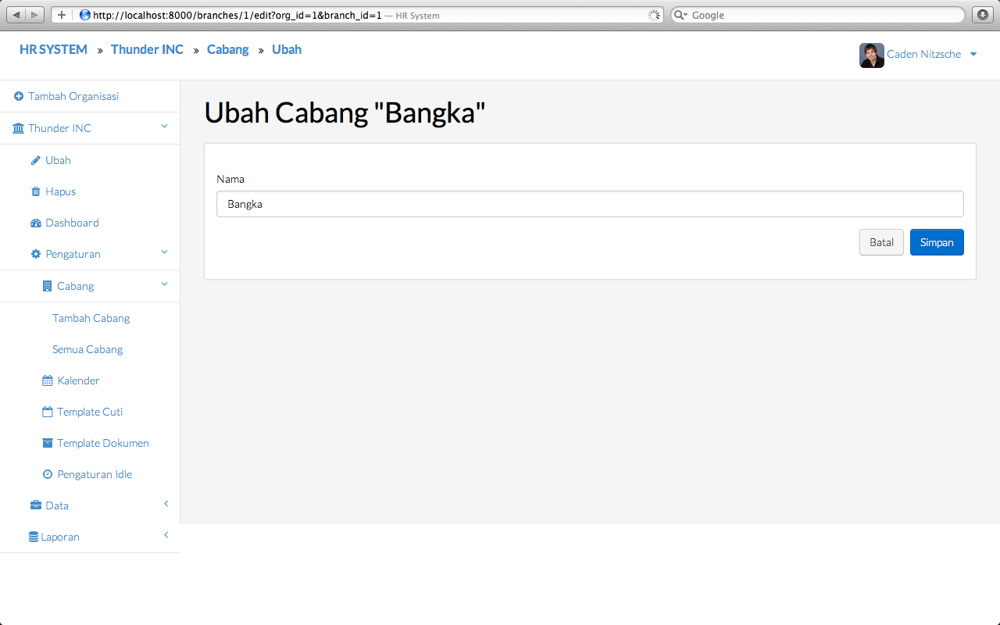 http://localhost:8000/branches/1/edit?org_id=1&branch_id=1 — HR System
Google
HR SYSTEM » Thunder INC » Cabang » Ubah
Caden Nitzsche
Tambah Organisasi
Thunder INC
Ubah
Hapus
Dashboard
Pengaturan
Cabang
Tambah Cabang
Semua Cabang
Kalender
Template Cuti
Template Dokumen
Pengaturan Idle
Data
Laporan
Ubah Cabang "Bangka"
Nama
Bangka
Batal
Simpan